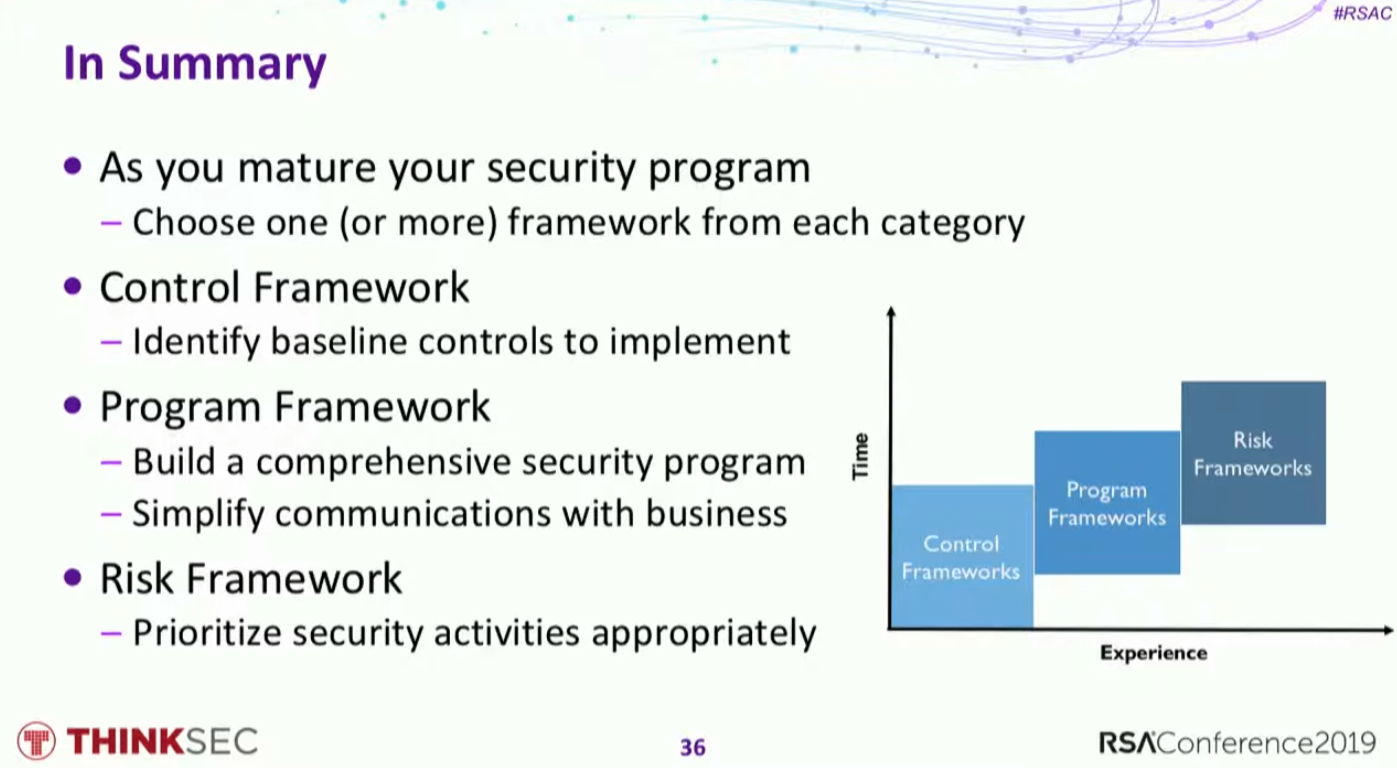 #RSAC
In Summary
• As you mature your security program
– Choose one (or more) framework from each category
• Control Framework
– Identify baseline controls to implement
• Program Framework
– Build a comprehensive security program
– Simplify communications with business
• Risk Framework
– Prioritize security activities appropriately
Time
Control
Frameworks
Program
Frameworks
Risk
Frameworks
Experience
THINKSEC
36
RSAConference2019